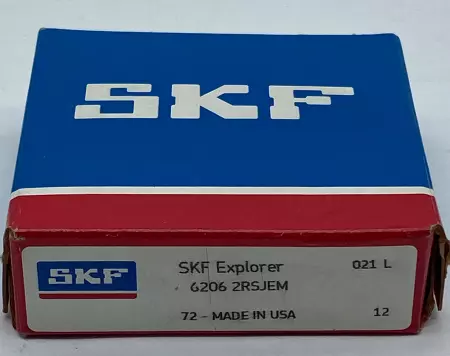 SKF
SKF
SKF Explorer 021 L
6206 2RSJEM
72 - MADE IN USA 12